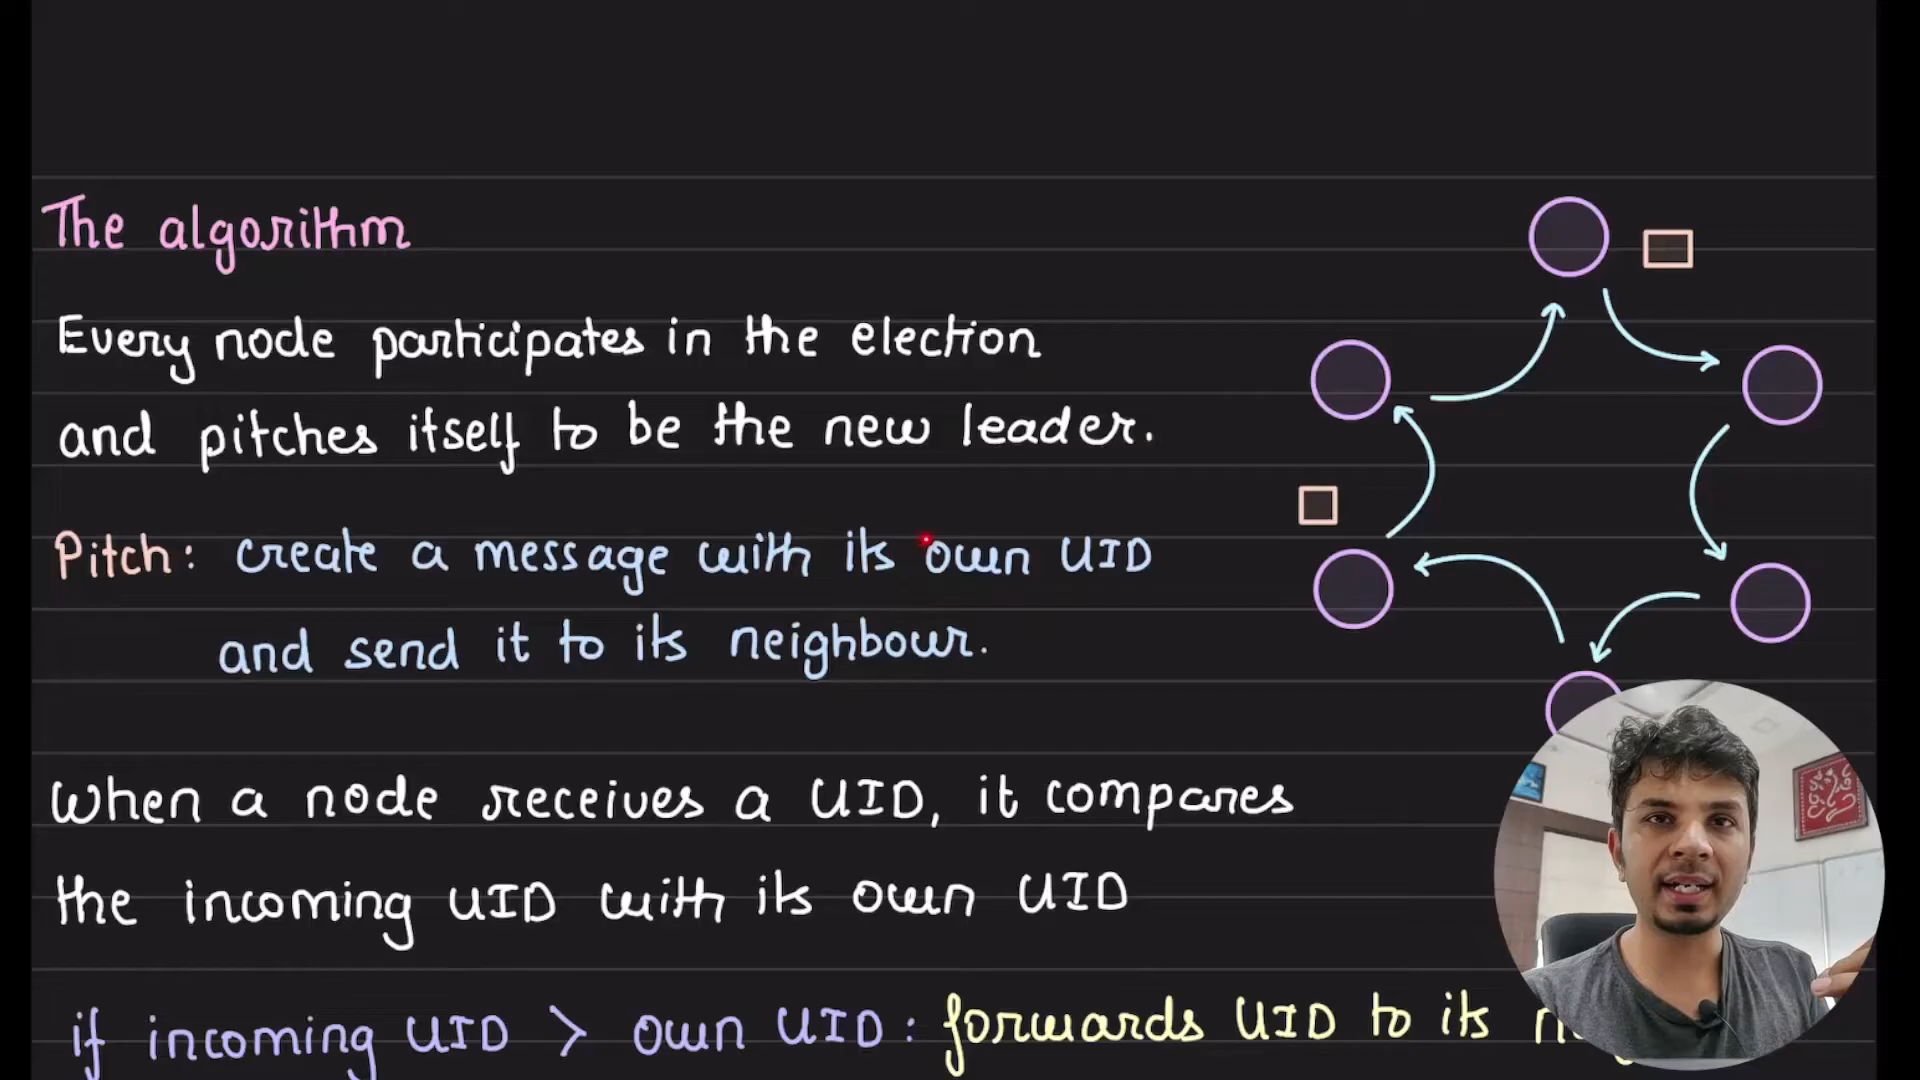 The algorithm
Every node participates in the election
and pitches itself to be the new leader.
Pitch: create a message with its own UID
and send it to its neighbour.
When a node receives a UID, it compares
the incoming UID with its own UID
if incoming UID > own UID: forwards UID to its